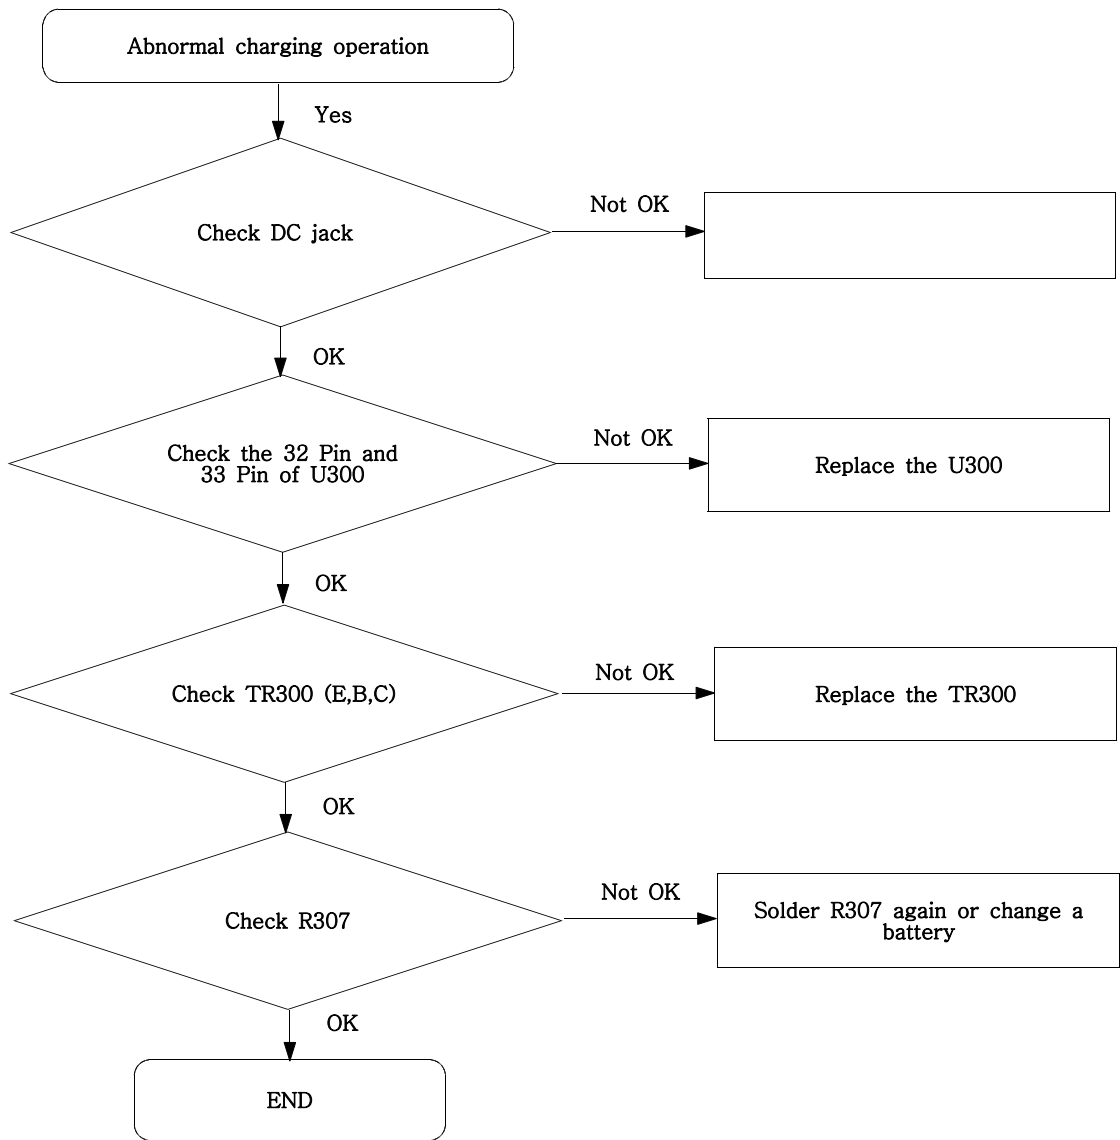 Abnormal charging operation
Yes
Check DC jack
Not OK
OK
Check the 32 Pin and
33 Pin of U300
Not OK
Replace the U300
OK
Check TR300 (E,B,C)
Not OK
Replace the TR300
OK
Check R307
Not OK
Solder R307 again or change a
battery
OK
END